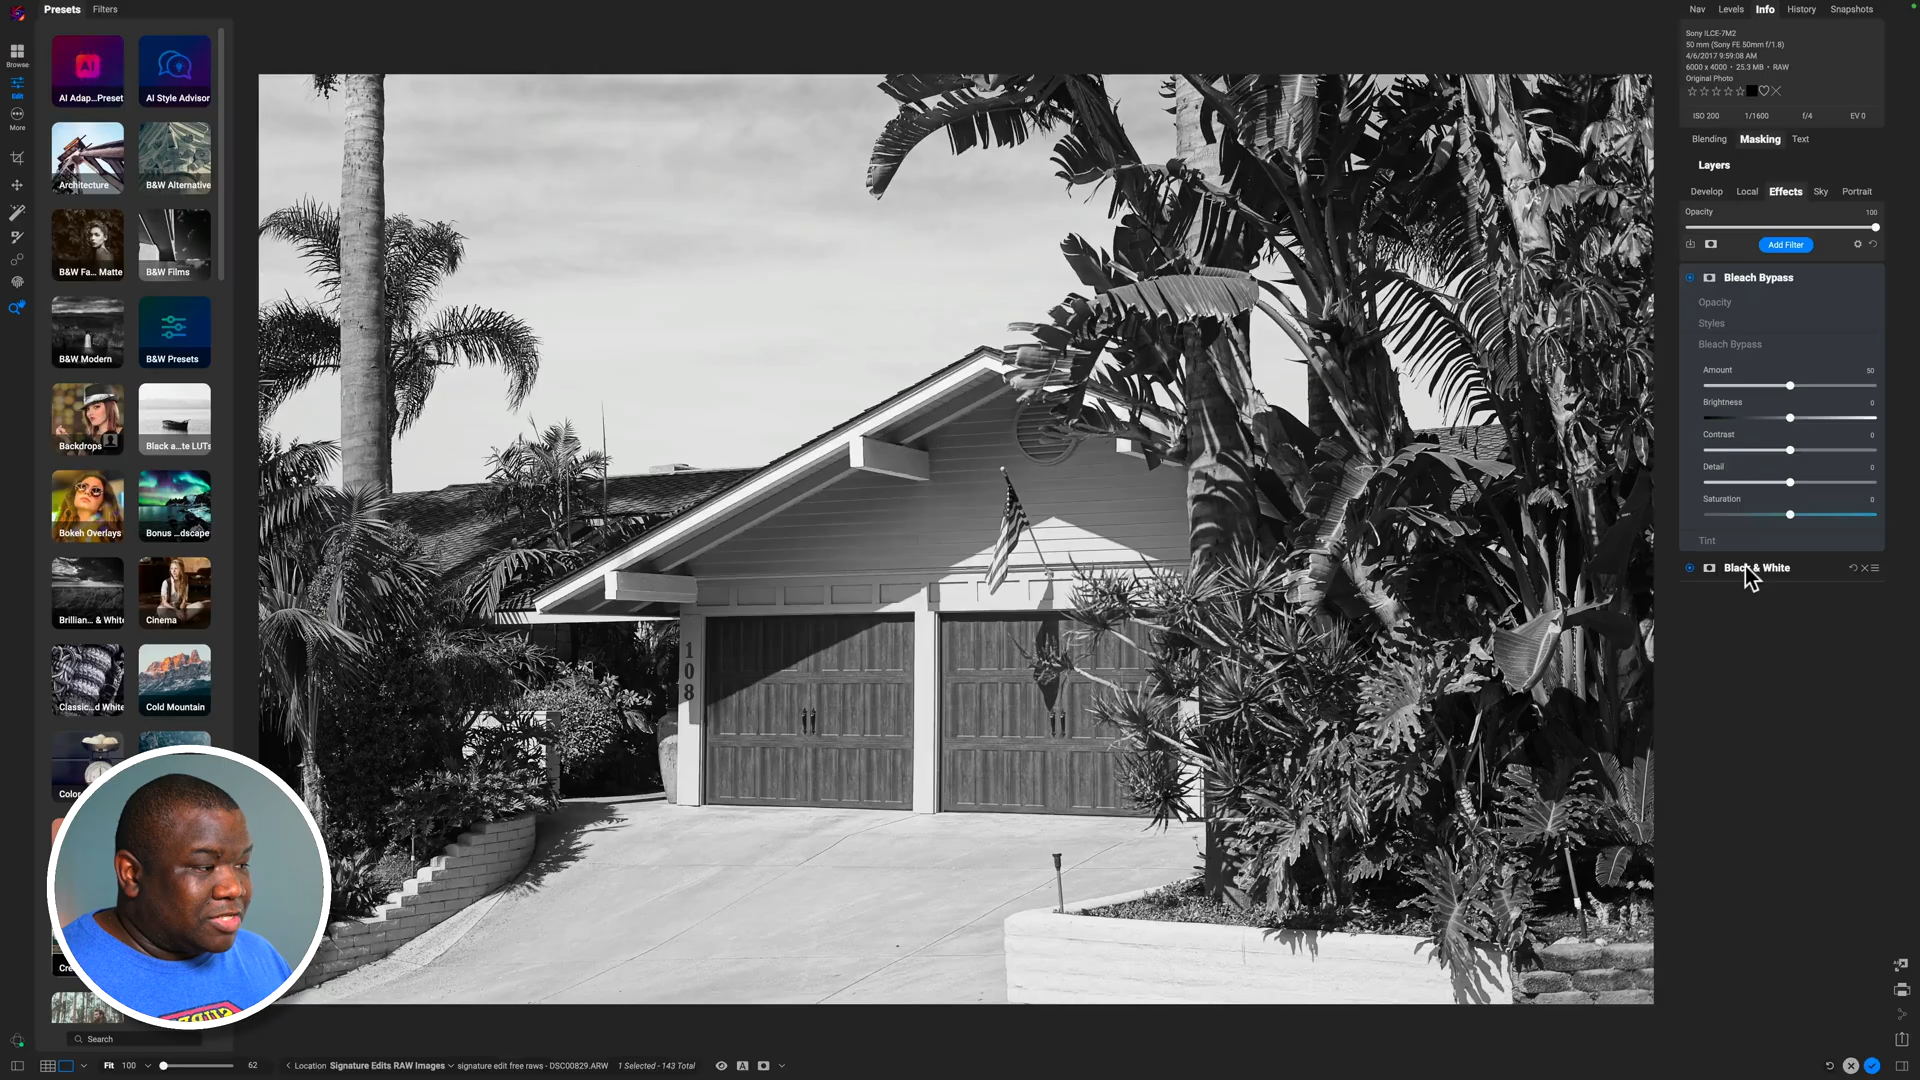 Presets Filters
Nav Levels Info History Snapshots
Browse
Edit
More
AI
AI Adap...Preset
AI Style Advisor
Architecture
B&W Alternative
B&W Fa... Matte
B&W Films
B&W Modern
B&W Presets
Backdrops
Black a...te LUTs
Bokeh Overlays
Bonus ...dscape
Brillian... & White
Cinema
Classic...d White
Cold Mountain
Color
Cre
Search
108
Sony ILCE-7M2
50 mm (Sony FE 50mm f/1.8)
4/6/2017 9:59:08 AM
6000 x 4000 • 25.3 MB • RAW
Original Photo
ISO 200 1/1600 f/4 EV 0
Blending Masking Text
Layers
Develop Local Effects Sky Portrait
Opacity 100
Add Filter
Bleach Bypass
Opacity
Styles
Bleach Bypass
Amount 50
Brightness 0
Contrast 0
Detail 0
Saturation 0
Tint
Black & White
Fit 100 62 Location Signature Edits RAW Images signature edit free raws - DSC00829.ARW 1 Selected - 143 Total A